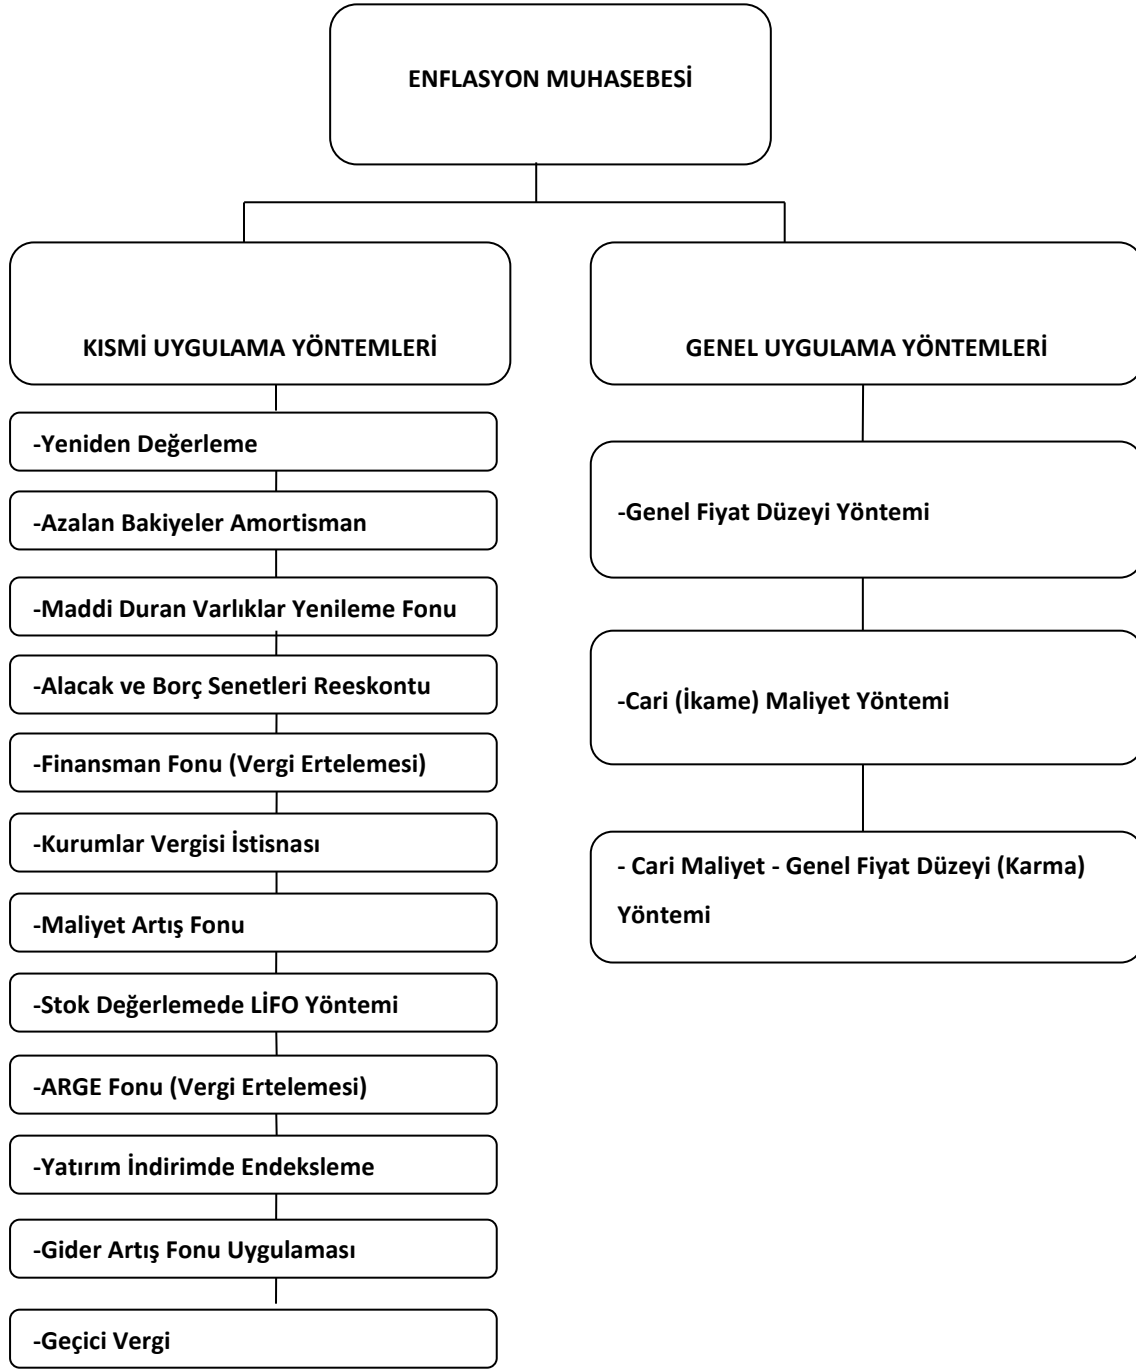 ENFLASYON MUHASEBESİ
KISMİ UYGULAMA YÖNTEMLERİ
-Yeniden Değerleme
-Azalan Bakiyeler Amortisman
-Maddi Duran Varlıklar Yenileme Fonu
-Alacak ve Borç Senetleri Reeskontu
-Finansman Fonu (Vergi Ertelemesi)
-Kurumlar Vergisi İstisnası
-Maliyet Artış Fonu
-Stok Değerlemede LİFO Yöntemi
-ARGE Fonu (Vergi Ertelemesi)
-Yatırım İndirimde Endeksleme
-Gider Artış Fonu Uygulaması
-Geçici Vergi
GENEL UYGULAMA YÖNTEMLERİ
-Genel Fiyat Düzeyi Yöntemi
-Cari (İkame) Maliyet Yöntemi
- Cari Maliyet - Genel Fiyat Düzeyi (Karma)
Yöntemi